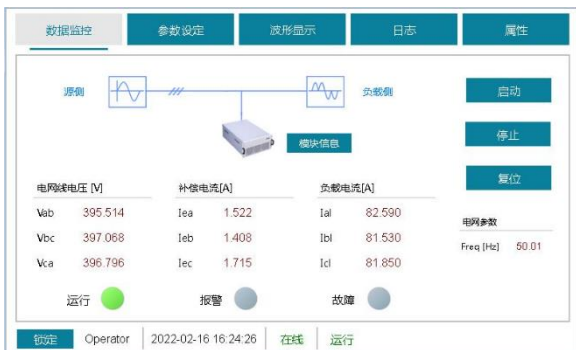 数据监控 参数设定 波形显示 日志 属性
源侧 负载侧 启动
模块信息 停止
复位
电网线电压 [V] 补偿电流[A] 负载电流[A]
Vab 395.514 Iea 1.522 Ial 82.590 电网参数
Vbc 397.068 Ieb 1.408 Ibl 81.530 Freq [Hz] 50.01
Vca 396.796 Iec 1.715 Icl 81.850
运行 报警 故障
锁定 Operator 2022-02-16 16:24:26 在线 运行